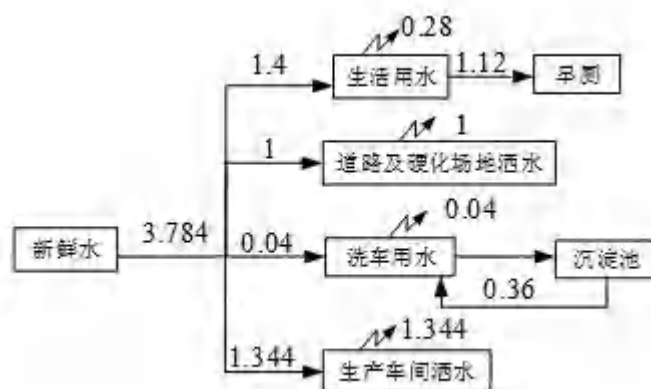 0.28
1.4
生活用水
1.12
旱厕
1
1
道路及硬化场地洒水
0.04
新鲜水
3.784
0.04
洗车用水
沉淀池
0.36
1.344
1.344
生产车间洒水